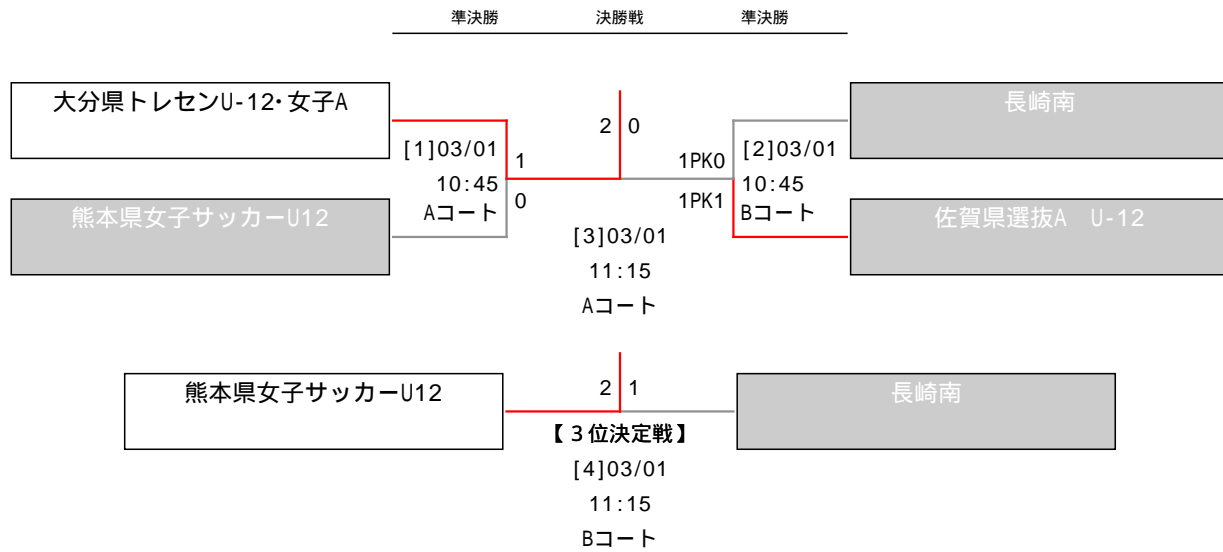 準決勝 決勝戦 準決勝
大分県トレセンU-12・女子A
長崎南
2 0
[1]03/01
10:45
Aコート
1
0
1PK0
1PK1
[2]03/01
10:45
Bコート
熊本県女子サッカーU12
佐賀県選抜A U-12
[3]03/01
11:15
Aコート
熊本県女子サッカーU12
2 1
長崎南
【３位決定戦】
[4]03/01
11:15
Bコート